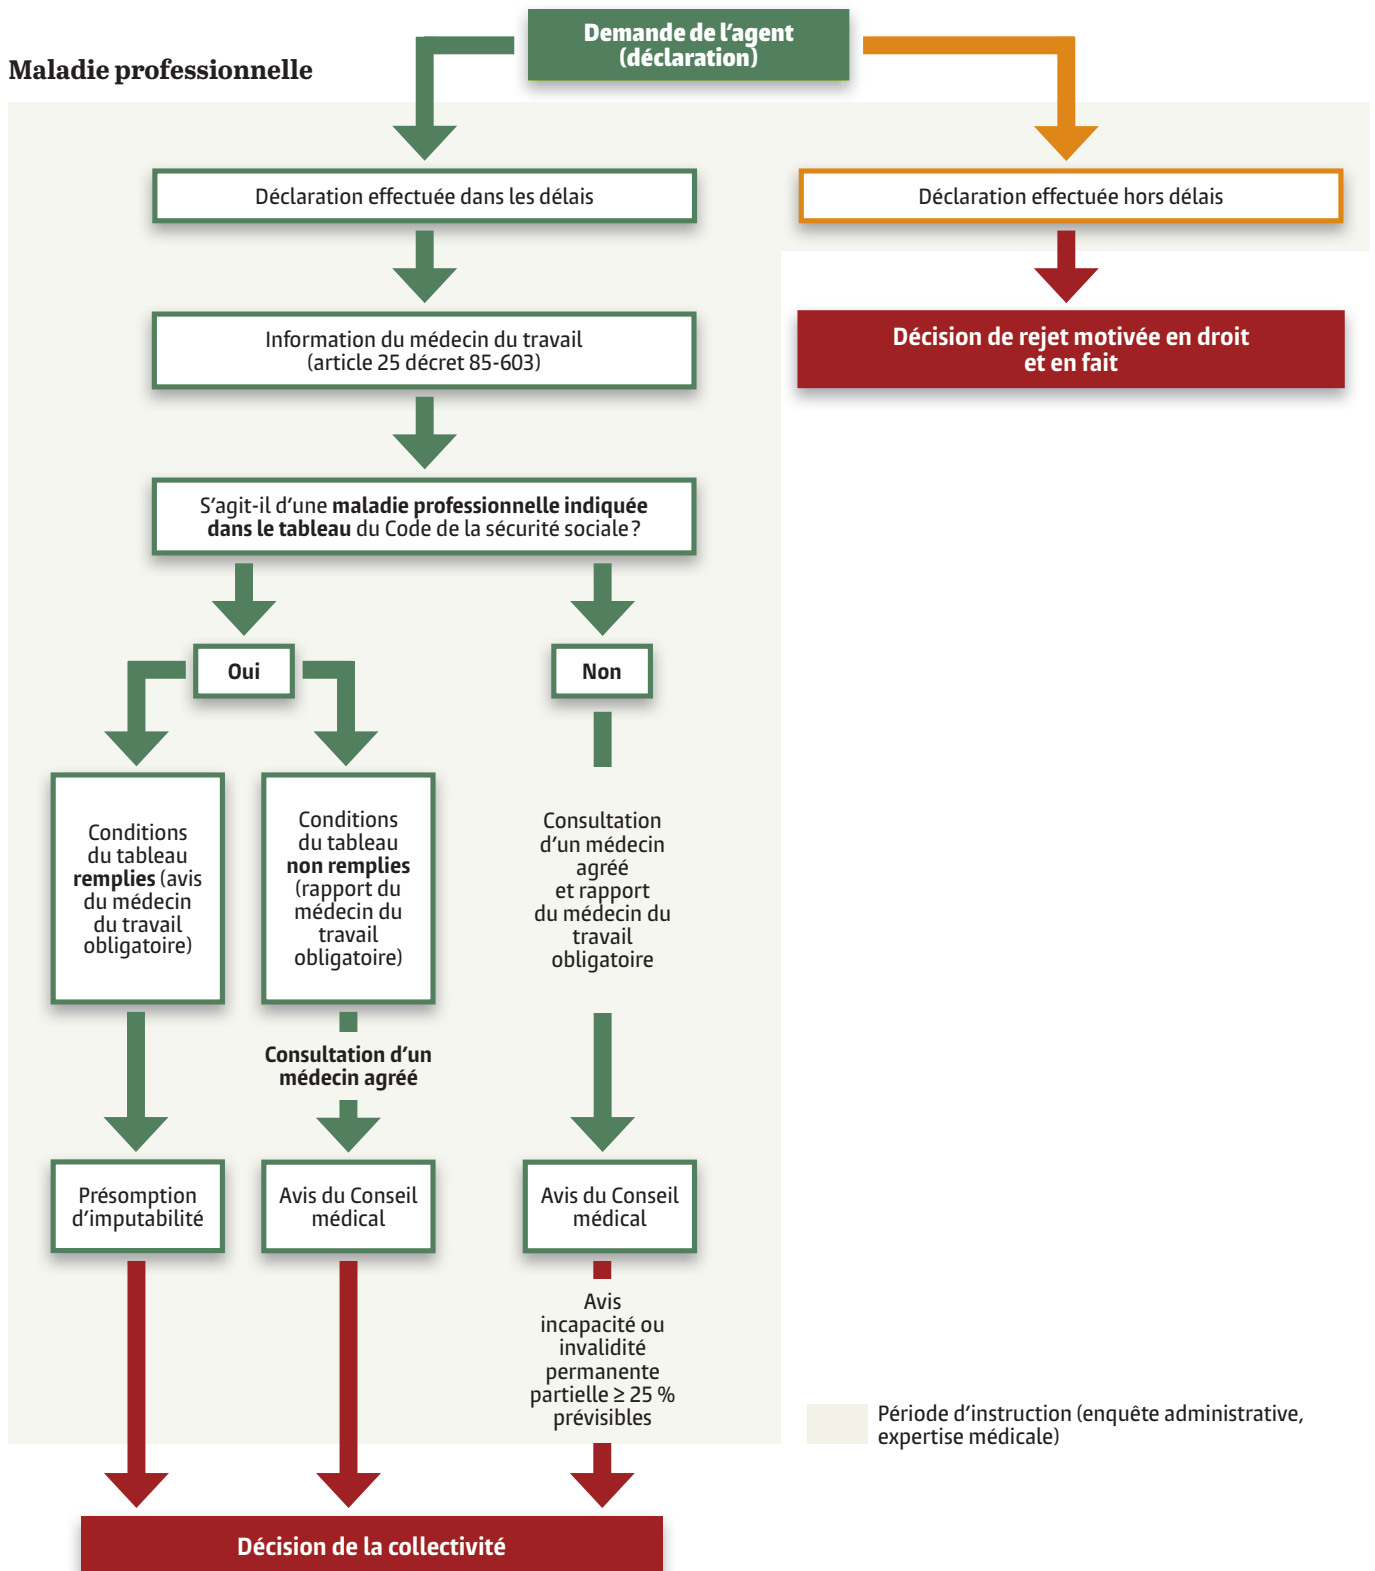 Demande de l’agent
(déclaration)
Maladie professionnelle
Déclaration effectuée dans les délais
Déclaration effectuée hors délais
Information du médecin du travail
(article 25 décret 85-603)
Décision de rejet motivée en droit
et en fait
S’agit-il d’une maladie professionnelle indiquée
dans le tableau du Code de la sécurité sociale ?
Oui
Non
Conditions
du tableau
remplies (avis
du médecin
du travail
obligatoire)
Conditions
du tableau
non remplies
(rapport du
médecin du
travail
obligatoire)
Consultation
d’un médecin
agréé
et rapport
du médecin du
travail
obligatoire
Consultation d’un
médecin agréé
Présomption
d’imputabilité
Avis du Conseil
médical
Avis du Conseil
médical
Avis
incapacité ou
invalidité
permanente
partielle ≥ 25 %
prévisibles
Période d’instruction (enquête administrative,
expertise médicale)
Décision de la collectivité